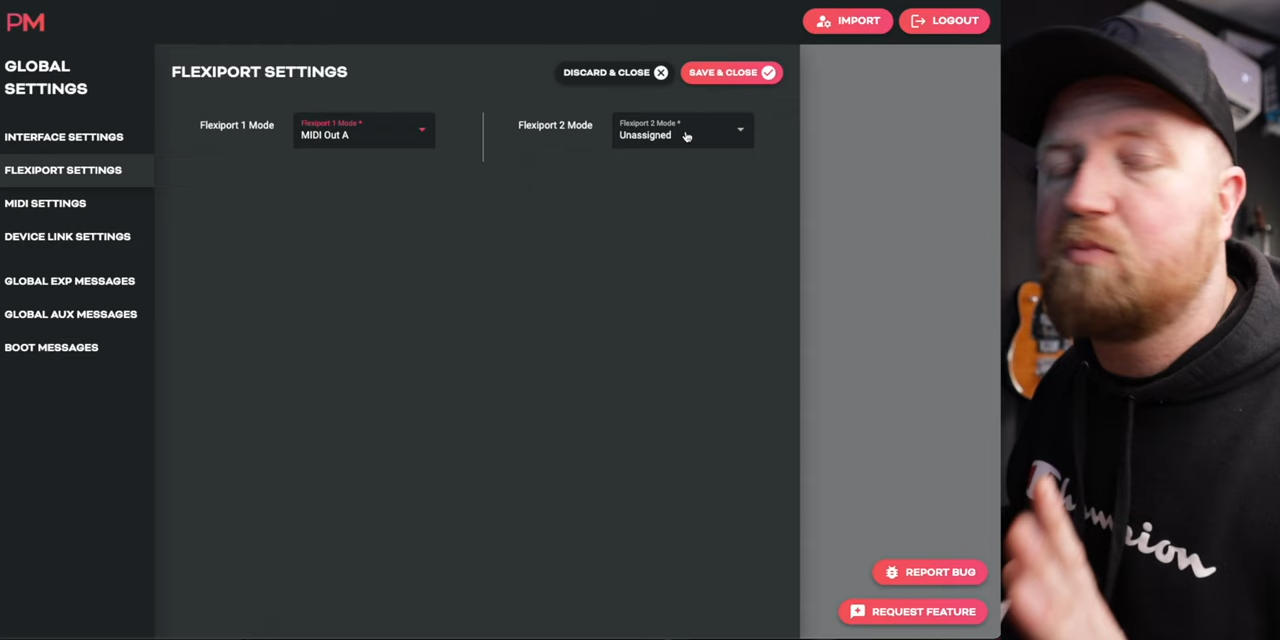 PM
IMPORT
LOGOUT
GLOBAL
SETTINGS
INTERFACE SETTINGS
FLEXIPORT SETTINGS
MIDI SETTINGS
DEVICE LINK SETTINGS
GLOBAL EXP MESSAGES
GLOBAL AUX MESSAGES
BOOT MESSAGES
FLEXIPORT SETTINGS
DISCARD & CLOSE
SAVE & CLOSE
Flexiport 1 Mode
Flexiport 1 Mode *
MIDI Out A
Flexiport 2 Mode
Flexiport 2 Mode *
Unassigned
REPORT BUG
REQUEST FEATURE
Champion